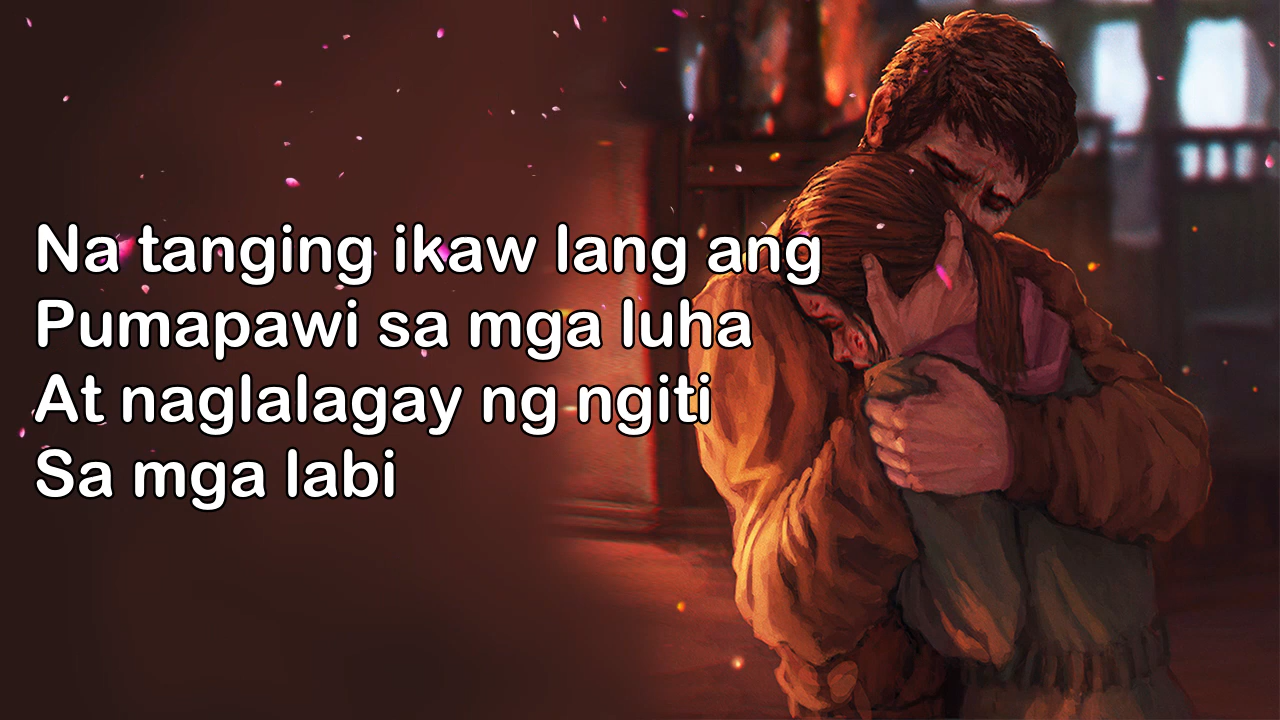 Na tanging ikaw lang ang
Pumapawi sa mga luha
At naglalagay ng ngiti
Sa mga labi